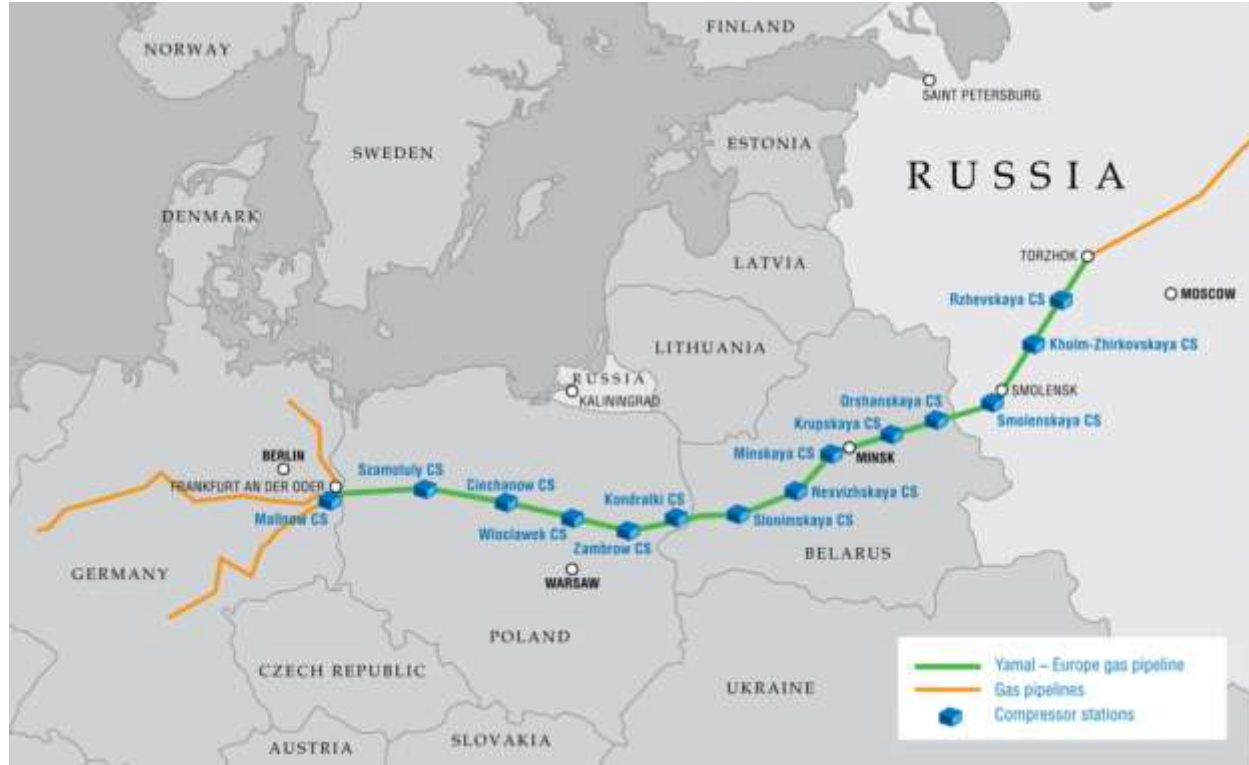 NORWAY
FINLAND
SAINT PETERSBURG
SWEDEN
ESTONIA
RUSSIA
DENMARK
LATVIA
TORZHOK
Rzhevskaya CS
MOSCOW
LITHUANIA
Kholm-Zhirkovskaya CS
RUSSIA
KALININGRAD
SMOLENSK
Orshanskaya CS
Smolenskaya CS
Krupskaya CS
Minskaya CS
MINSK
BERLIN
Szamotuly CS
FRANKFURT AN DER ODER
Ciechanow CS
Nesvizhskaya CS
Kondratki CS
Mallnow CS
Slonimskaya CS
Wloclawek CS
Zambrow CS
BELARUS
GERMANY
WARSAW
POLAND
CZECH REPUBLIC
UKRAINE
AUSTRIA
SLOVAKIA
Yamal – Europe gas pipeline
Gas pipelines
Compressor stations